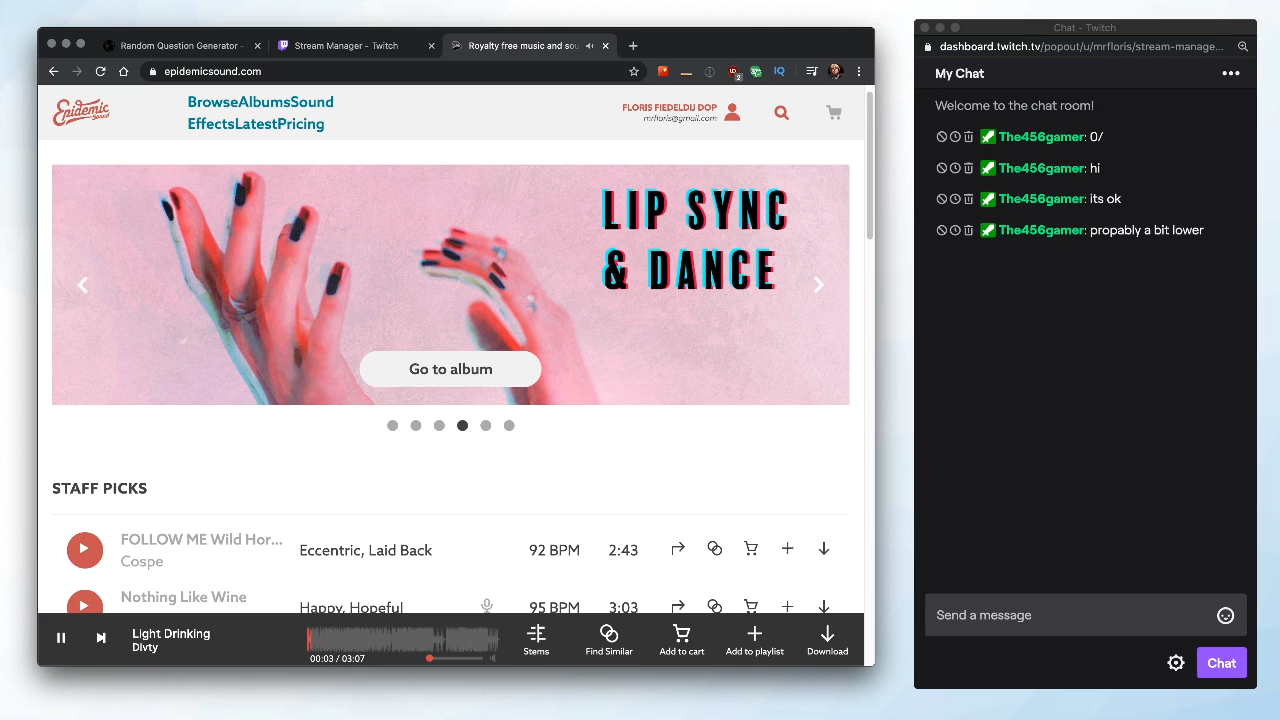 Random Question Generator -
Stream Manager - Twitch
Royalty free music and sou
epidemicsound.com
2
IQ
Epidemic
Sound
BrowseAlbumsSound
EffectsLatestPricing
FLORIS FIEDELDIJ DOP
mrfloris@gmail.com
LIP SYNC
& DANCE
Go to album
STAFF PICKS
FOLLOW ME Wild Hor...
Cospe
Eccentric, Laid Back
92 BPM
2:43
Nothing Like Wine
Happy, Hopeful
95 BPM
3:03
Light Drinking
Divty
00:03 / 03:07
Stems
Find Similar
Add to cart
Add to playlist
Download
Chat - Twitch
dashboard.twitch.tv/popout/u/mrfloris/stream-manage...
My Chat
Welcome to the chat room!
The456gamer: 0/
The456gamer: hi
The456gamer: its ok
The456gamer: propably a bit lower
Send a message
Chat